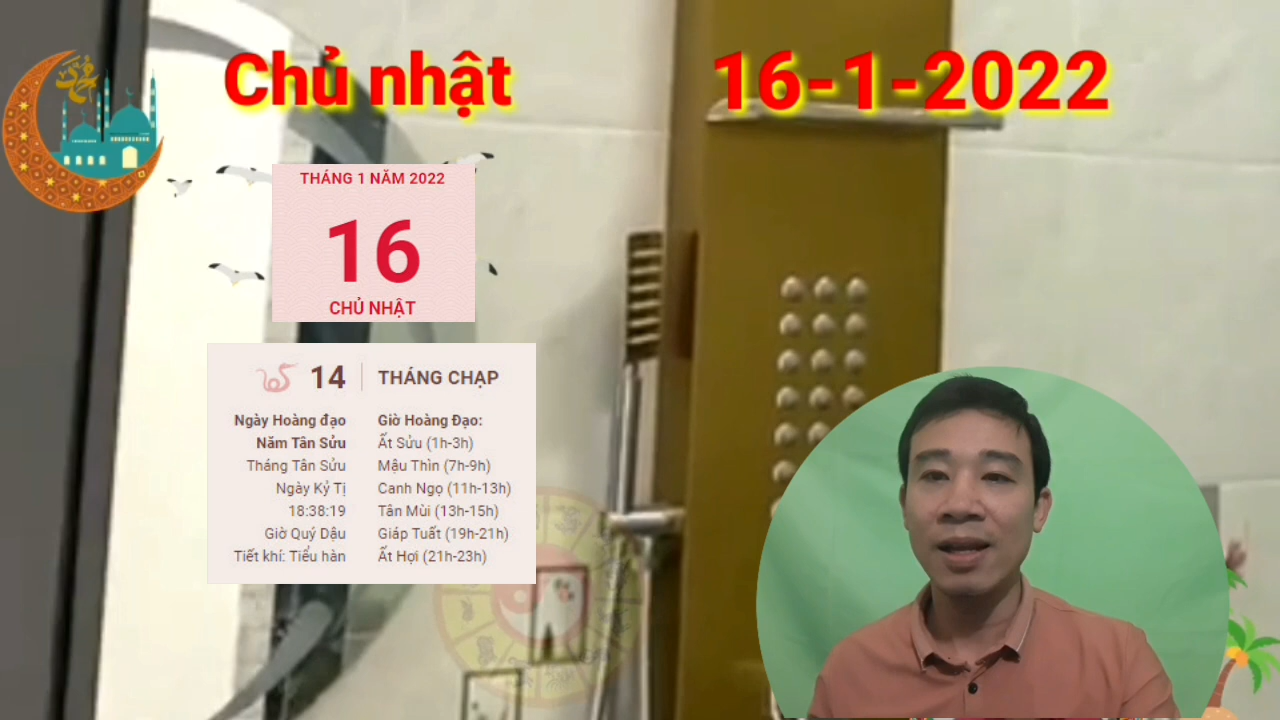 Chủ nhật
16-1-2022
THÁNG 1 NĂM 2022
16
CHỦ NHẬT
14 THÁNG CHẠP
Ngày Hoàng đạo
Năm Tân Sửu
Tháng Tân Sửu
Ngày Kỷ Tị
18:38:19
Giờ Quý Dậu
Tiết khí: Tiểu hàn
Giờ Hoàng Đạo:
Ất Sửu (1h-3h)
Mậu Thìn (7h-9h)
Canh Ngọ (11h-13h)
Tân Mùi (13h-15h)
Giáp Tuất (19h-21h)
Ất Hợi (21h-23h)